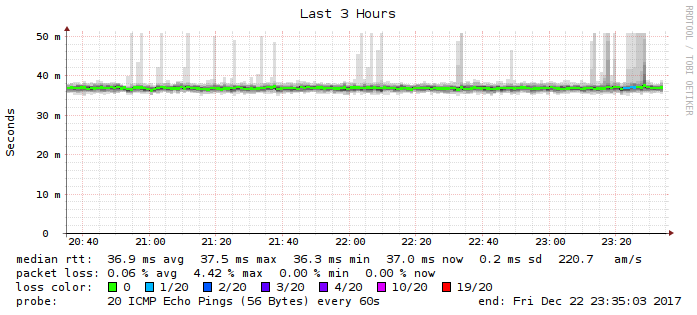 Last 3 Hours
RRDTOOL / TOBI OETIKER
Seconds
50 m
40 m
30 m
20 m
10 m
0
20:40 21:00 21:20 21:40 22:00 22:20 22:40 23:00 23:20
median rtt: 36.9 ms avg 37.5 ms max 36.3 ms min 37.0 ms now 0.2 ms sd 220.7 am/s
packet loss: 0.06 % avg 4.42 % max 0.00 % min 0.00 % now
loss color: 0 1/20 2/20 3/20 4/20 10/20 19/20
probe: 20 ICMP Echo Pings (56 Bytes) every 60s end: Fri Dec 22 23:35:03 2017